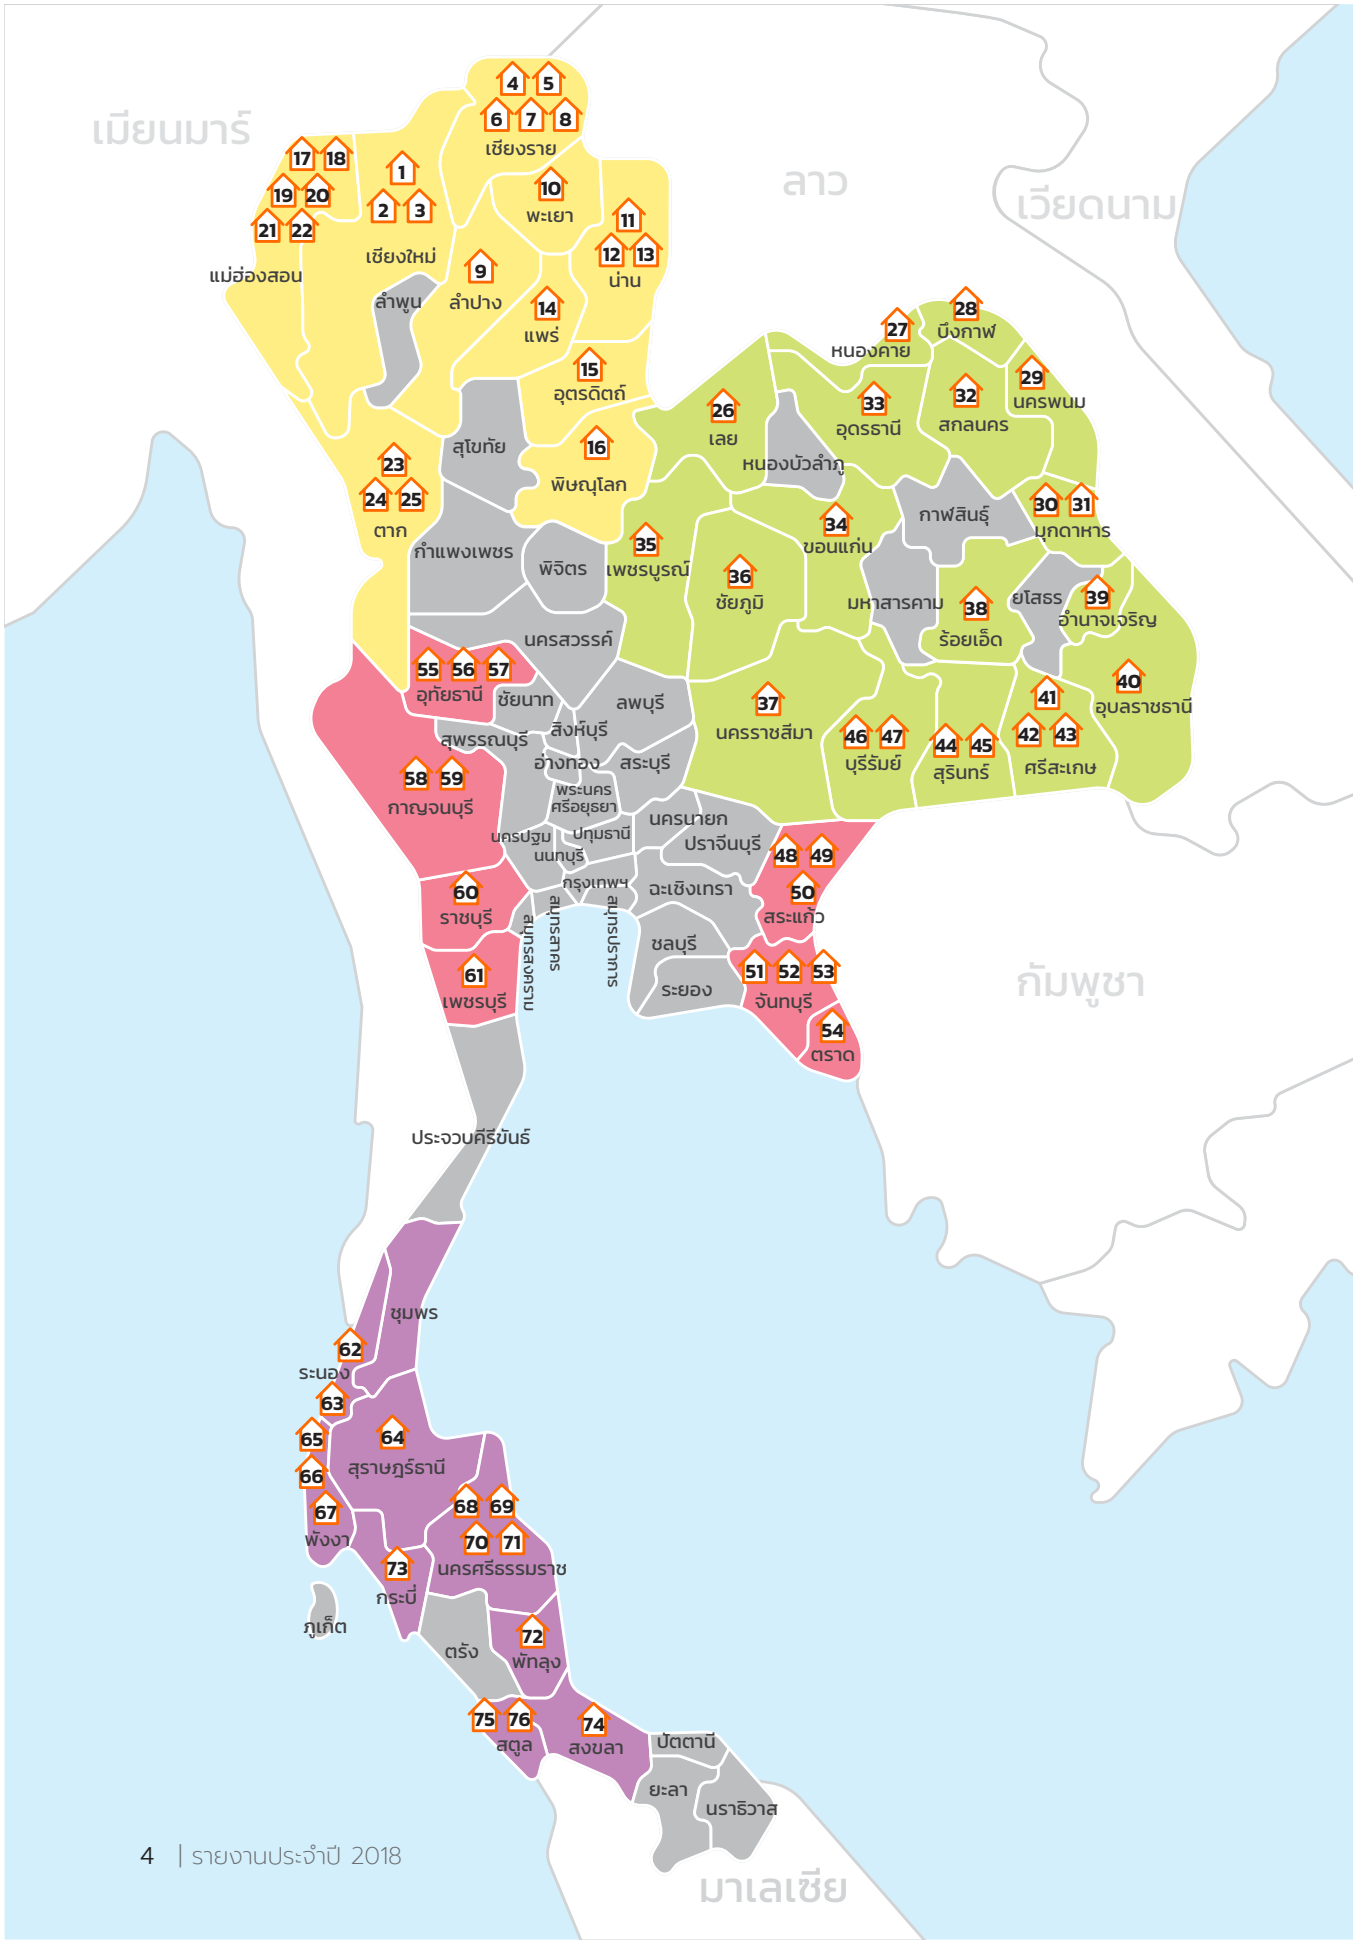 4 5
6 7 8
เชียงราย
เมียนมาร์
17 18
1
19 20
2 3
21 22
เชียงใหม่
แม่ฮ่องสอน
10
พะเยา
11
12 13
น่าน
9
ลำปาง
ลำพูน
14
แพร่
15
อุตรดิตถ์
16
พิษณุโลก
สุโขทัย
23
24 25
ตาก
ลาว
เวียดนาม
28
บึงกาฬ
27
หนองคาย
29
นครพนม
32
สกลนคร
33
อุดรธานี
26
เลย
หนองบัวลำภู
30 31
มุกดาหาร
กาฬสินธุ์
34
ขอนแก่น
35
เพชรบูรณ์
36
ชัยภูมิ
กำแพงเพชร
พิจิตร
มหาสารคาม
38
ร้อยเอ็ด
ยโสธร
39
อำนาจเจริญ
นครสวรรค์
55 56 57
อุทัยธานี
ชัยนาท
ลพบุรี
สิงห์บุรี
สุพรรณบุรี
อ่างทอง
สระบุรี
37
นครราชสีมา
46 47
บุรีรัมย์
44 45
สุรินทร์
41
42 43
ศรีสะเกษ
40
อุบลราชธานี
58 59
กาญจนบุรี
พระนคร
ศรีอยุธยา
นครนายก
ปราจีนบุรี
นครปฐม
ปทุมธานี
นนทบุรี
กรุงเทพฯ
ฉะเชิงเทรา
48 49
50
สระแก้ว
60
ราชบุรี
สมุทรสงคราม
สมุทรสาคร
สมุทรปราการ
ชลบุรี
ระยอง
51 52 53
จันทบุรี
54
ตราด
61
เพชรบุรี
กัมพูชา
ประจวบคีรีขันธ์
ชุมพร
62
ระนอง
63
64
สุราษฎร์ธานี
65
66
67
พังงา
68 69
70 71
นครศรีธรรมราช
73
กระบี่
ภูเก็ต
ตรัง
72
พัทลุง
75 76
สตูล
74
สงขลา
ปัตตานี
ยะลา
นราธิวาส
มาเลเซีย
4 | รายงานประจำปี 2018